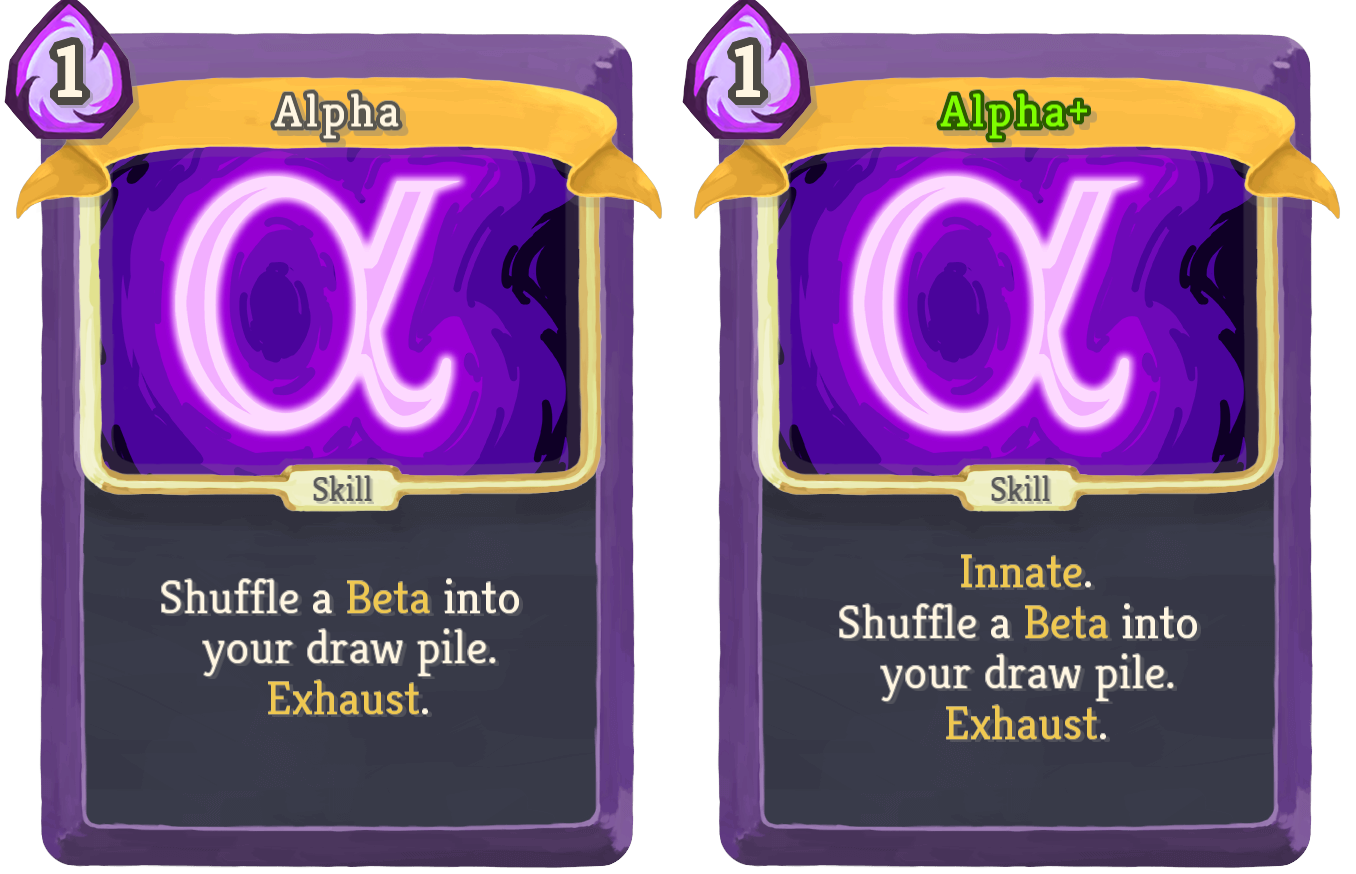 1
Alpha
α
Skill
Shuffle a Beta into
your draw pile.
Exhaust.
1
Alpha+
α
Skill
Innate.
Shuffle a Beta into
your draw pile.
Exhaust.